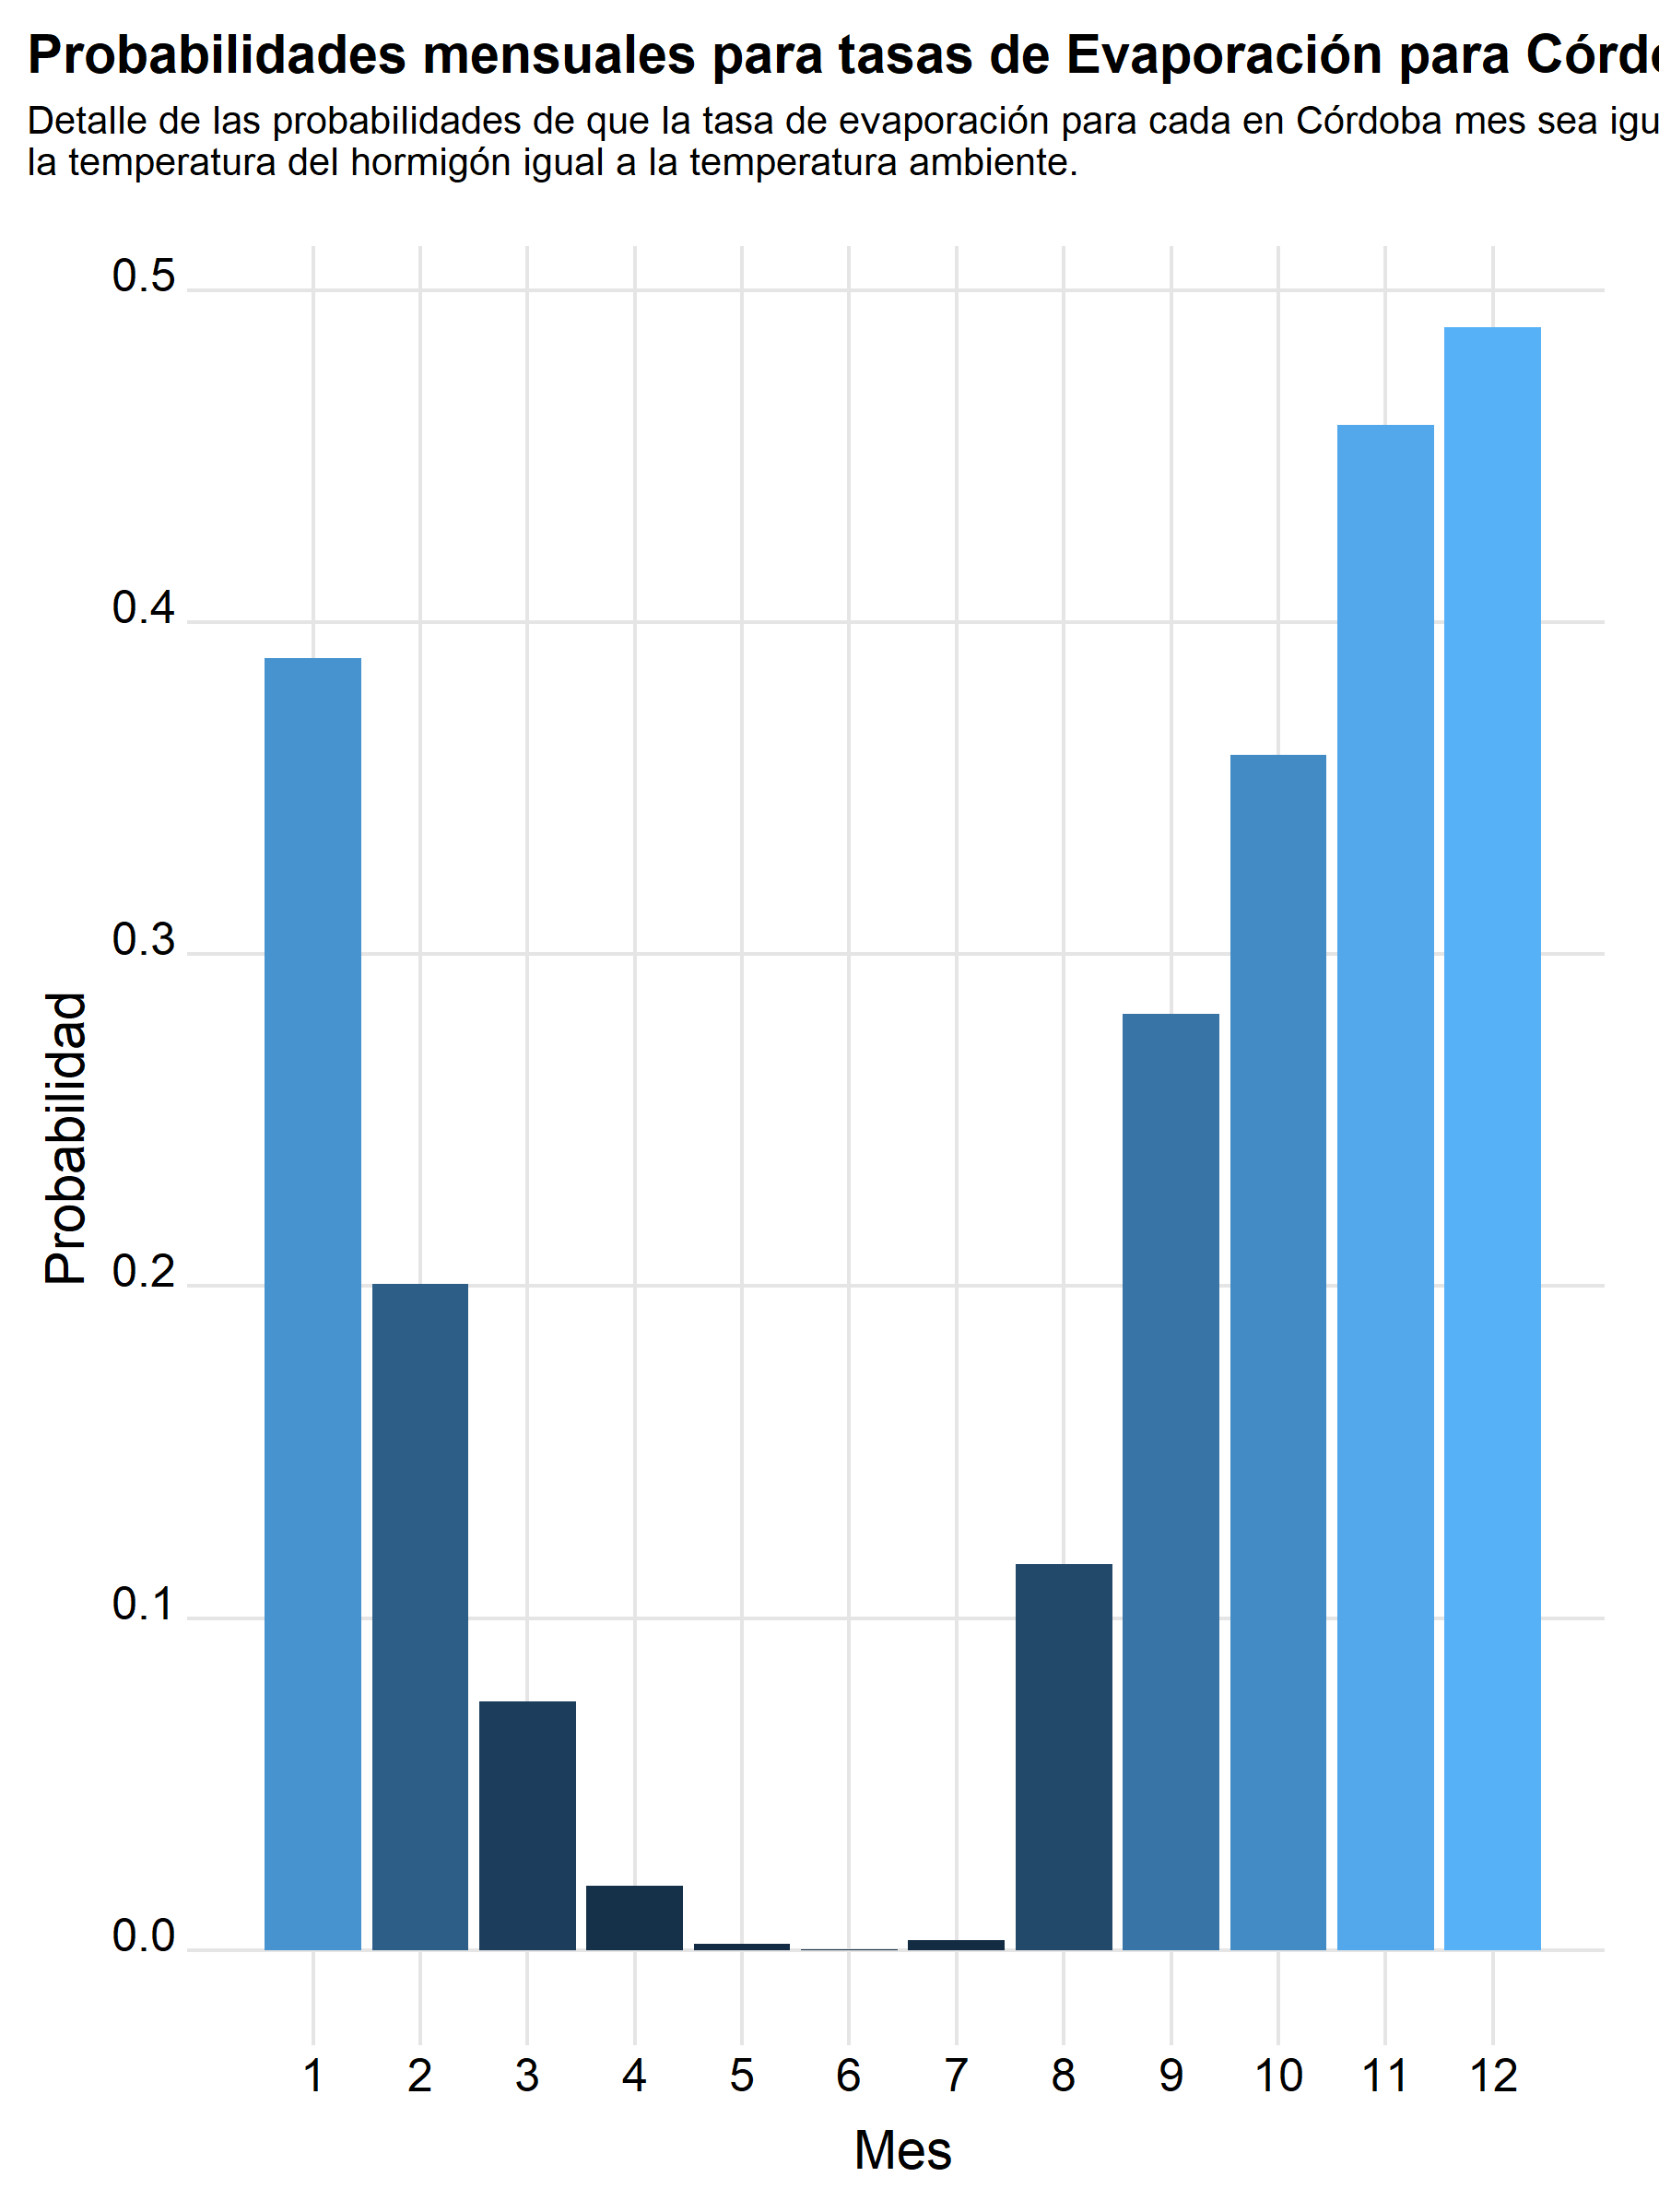 Probabilidades mensuales para tasas de Evaporación para
Detalle de las probabilidades de que la tasa de evaporación para cada en Córdoba mes sea
la temperatura del hormigón igual a la temperatura ambiente.
0.5
0.4
0.3
0.2
0.1
0.0
Probabilidad
1 2 3 4 5 6 7 8 9 10 11 12
Mes